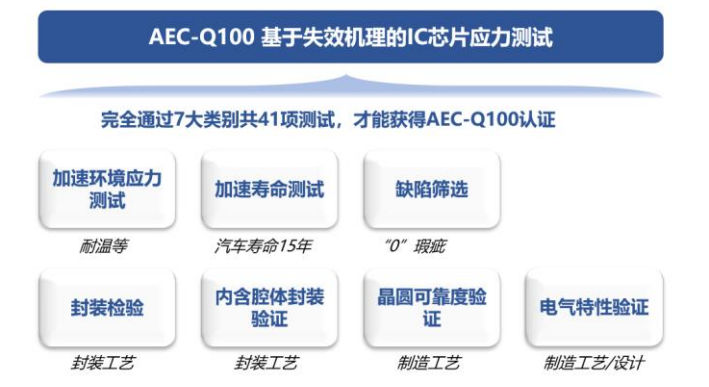 AEC-Q100 基于失效机理的IC芯片应力测试
完全通过7大类别共41项测试，才能获得AEC-Q100认证
加速环境应力
测试
加速寿命测试
缺陷筛选
耐温等
汽车寿命15年
“0”瑕疵
封装检验
内含腔体封装
验证
晶圆可靠度验
证
电气特性验证
封装工艺
封装工艺
制造工艺
制造工艺/设计